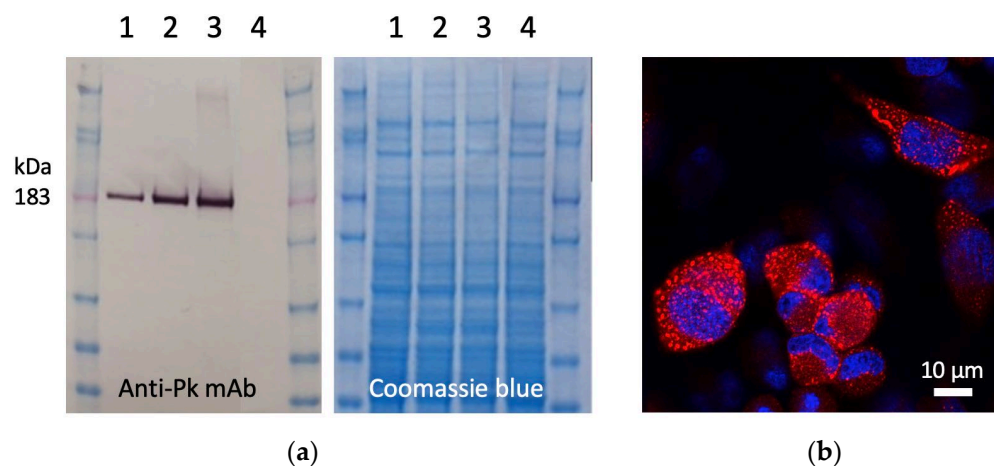 1 2 3 4 1 2 3 4
kDa
183
Anti-Pk mAb Coomassie blue
10 µm
(a) (b)